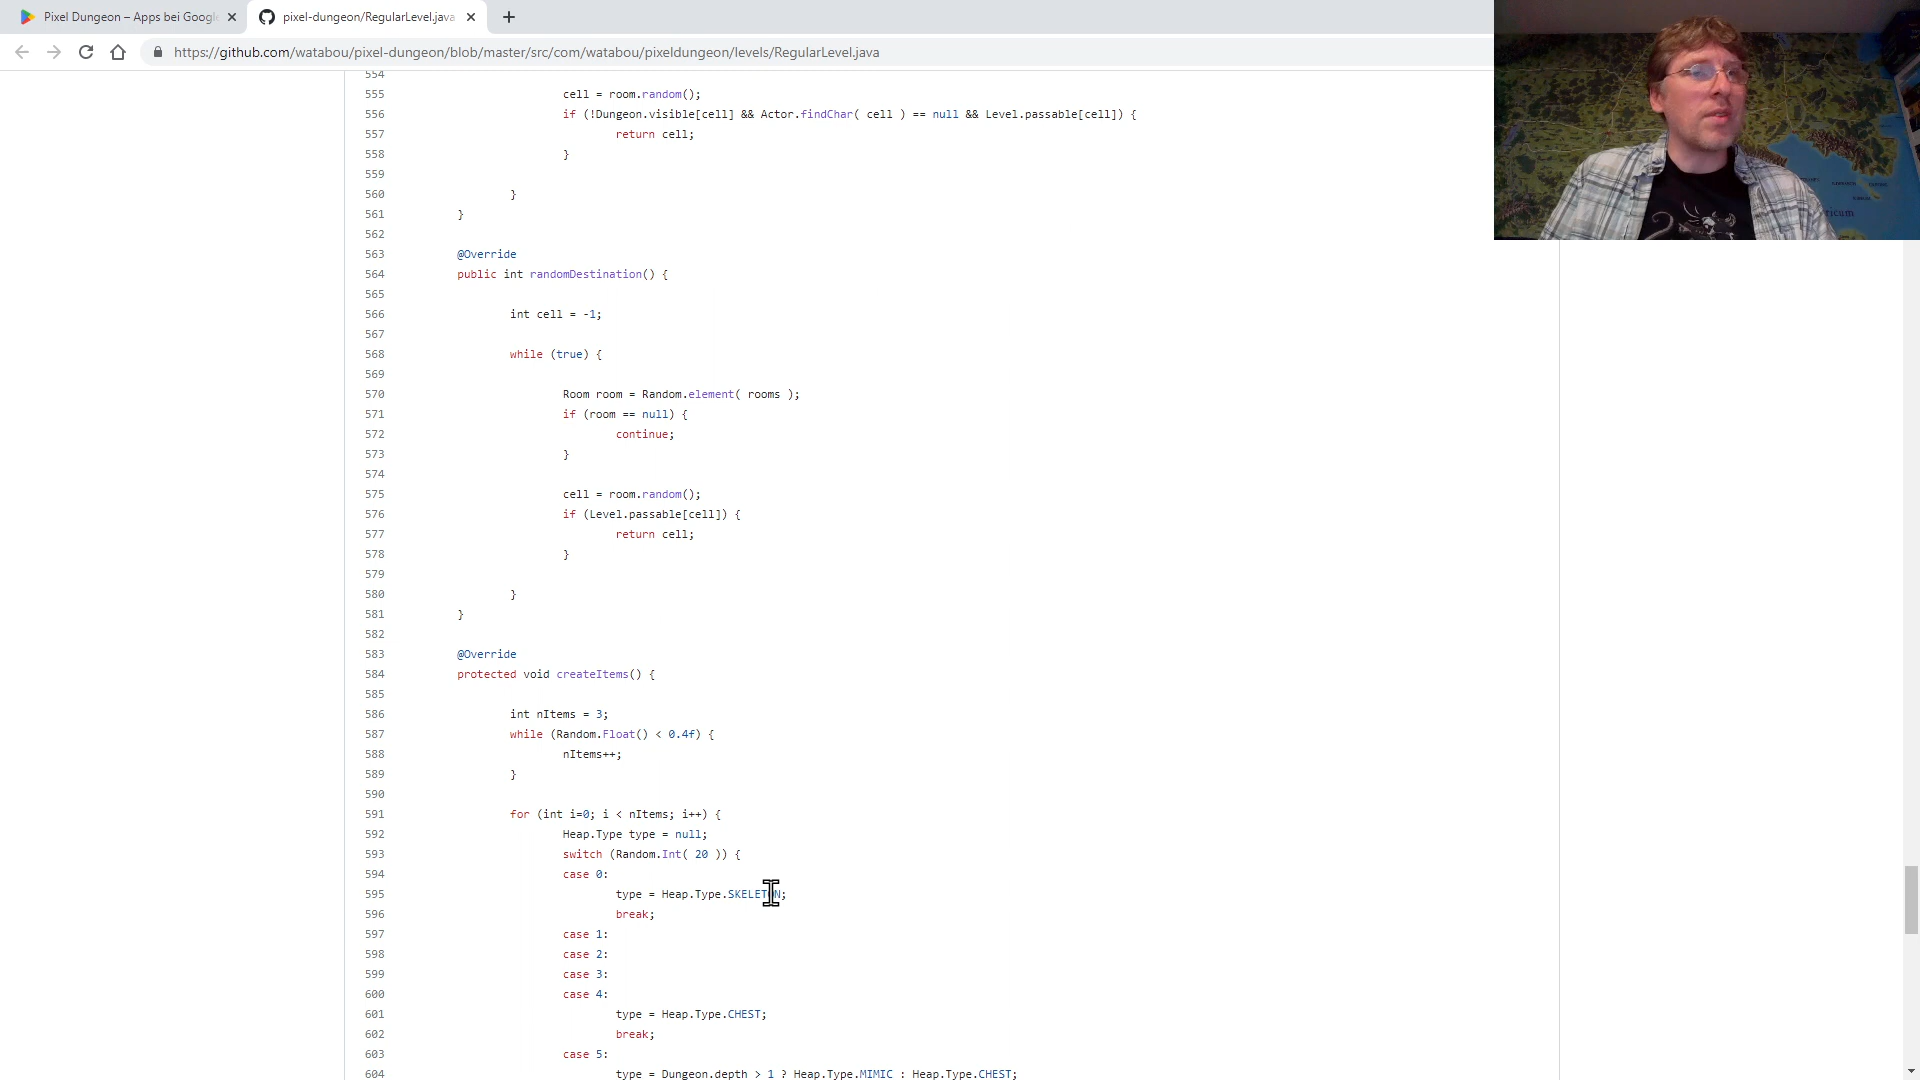 Pixel Dungeon – Apps bei Google
pixel-dungeon/RegularLevel.java
https://github.com/watabou/pixel-dungeon/blob/master/src/com/watabou/pixeldungeon/levels/RegularLevel.java
554
555 cell = room.random();
556 if (!Dungeon.visible[cell] && Actor.findChar( cell ) == null && Level.passable[cell]) {
557 return cell;
558 }
559
560 }
561 }
562
563 @Override
564 public int randomDestination() {
565
566 int cell = -1;
567
568 while (true) {
569
570 Room room = Random.element( rooms );
571 if (room == null) {
572 continue;
573 }
574
575 cell = room.random();
576 if (Level.passable[cell]) {
577 return cell;
578 }
579
580 }
581 }
582
583 @Override
584 protected void createItems() {
585
586 int nItems = 3;
587 while (Random.Float() < 0.4f) {
588 nItems++;
589 }
590
591 for (int i=0; i < nItems; i++) {
592 Heap.Type type = null;
593 switch (Random.Int( 20 )) {
594 case 0:
595 type = Heap.Type.SKELETON;
596 break;
597 case 1:
598 case 2:
599 case 3:
600 case 4:
601 type = Heap.Type.CHEST;
602 break;
603 case 5:
604 type = Dungeon.depth > 1 ? Heap.Type.MIMIC : Heap.Type.CHEST;